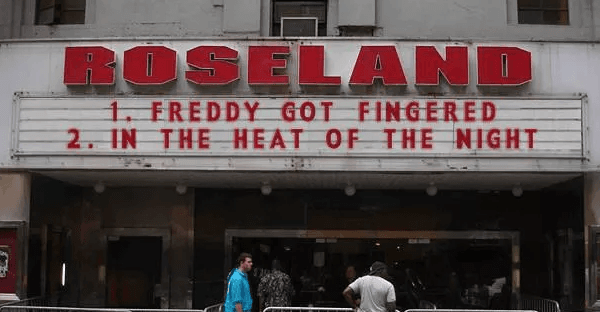 ROSELAND
1. FREDDY GOT FINGERED
2. IN THE HEAT OF THE NIGHT